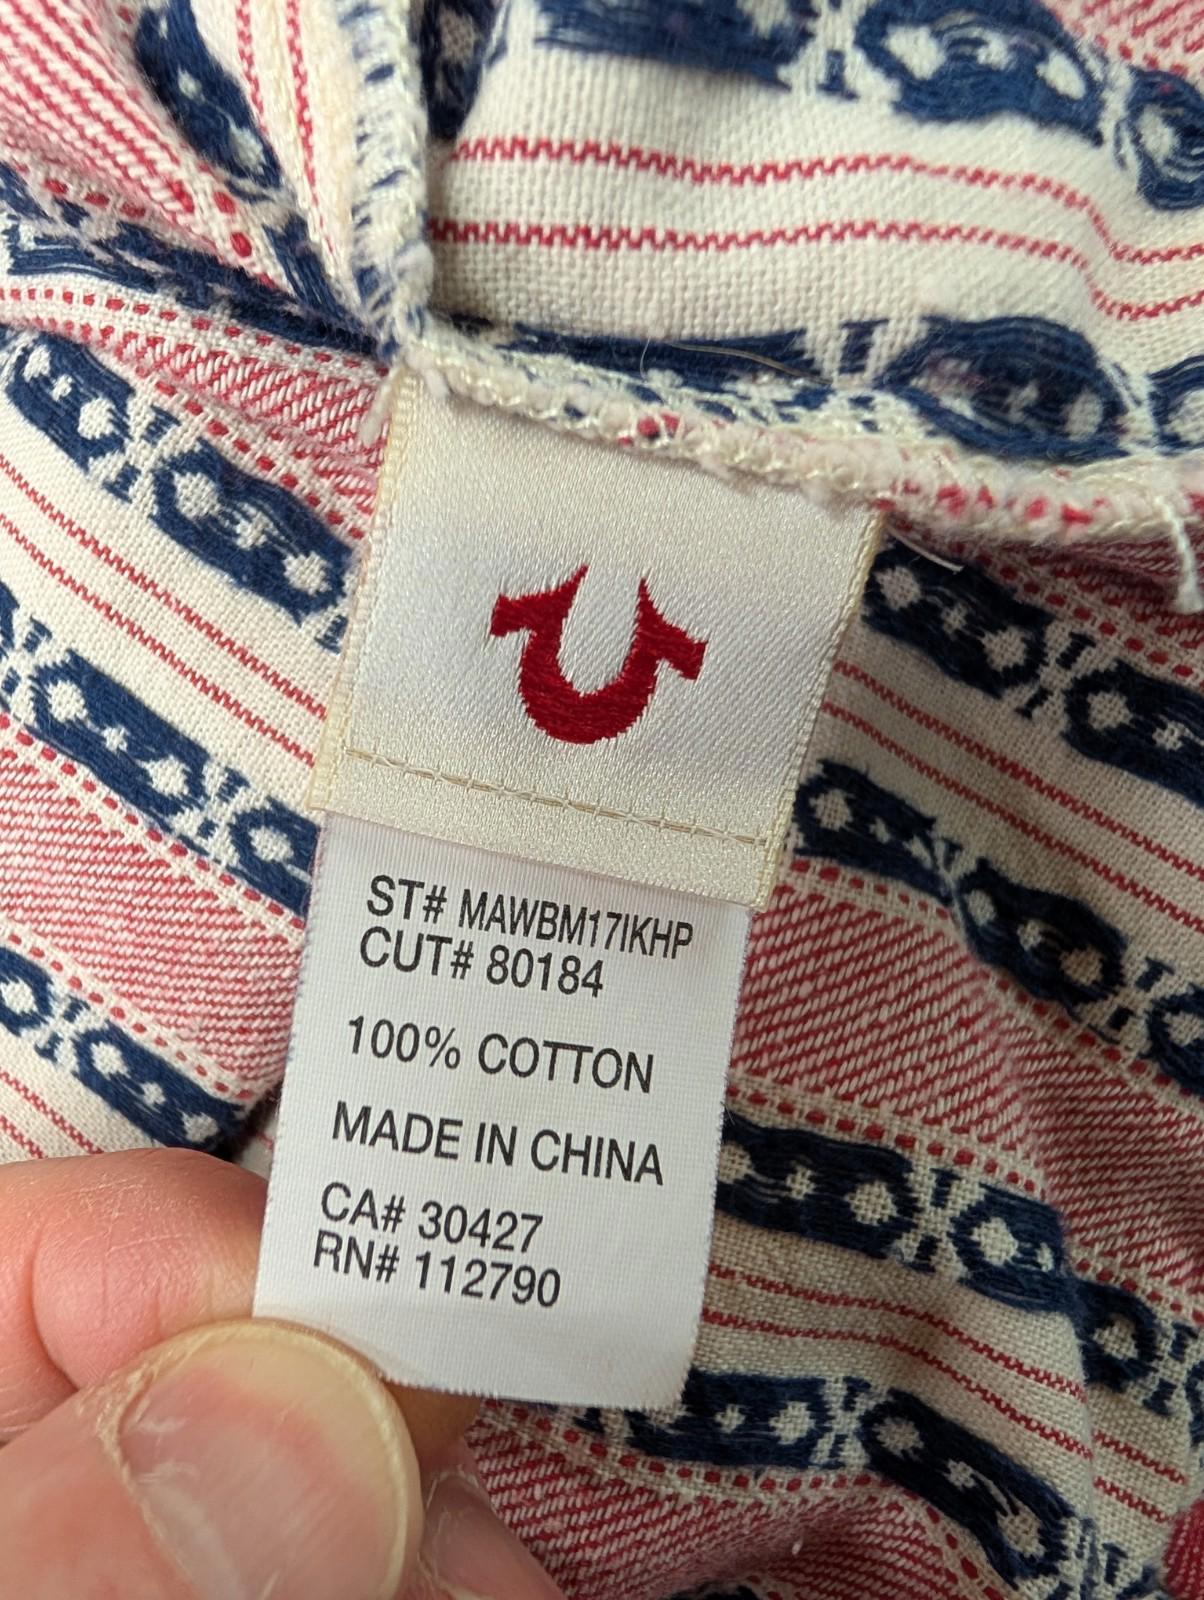 ST# MAWBM17IKHP
CUT# 80184
100% COTTON
MADE IN CHINA
CA# 30427
RN# 112790